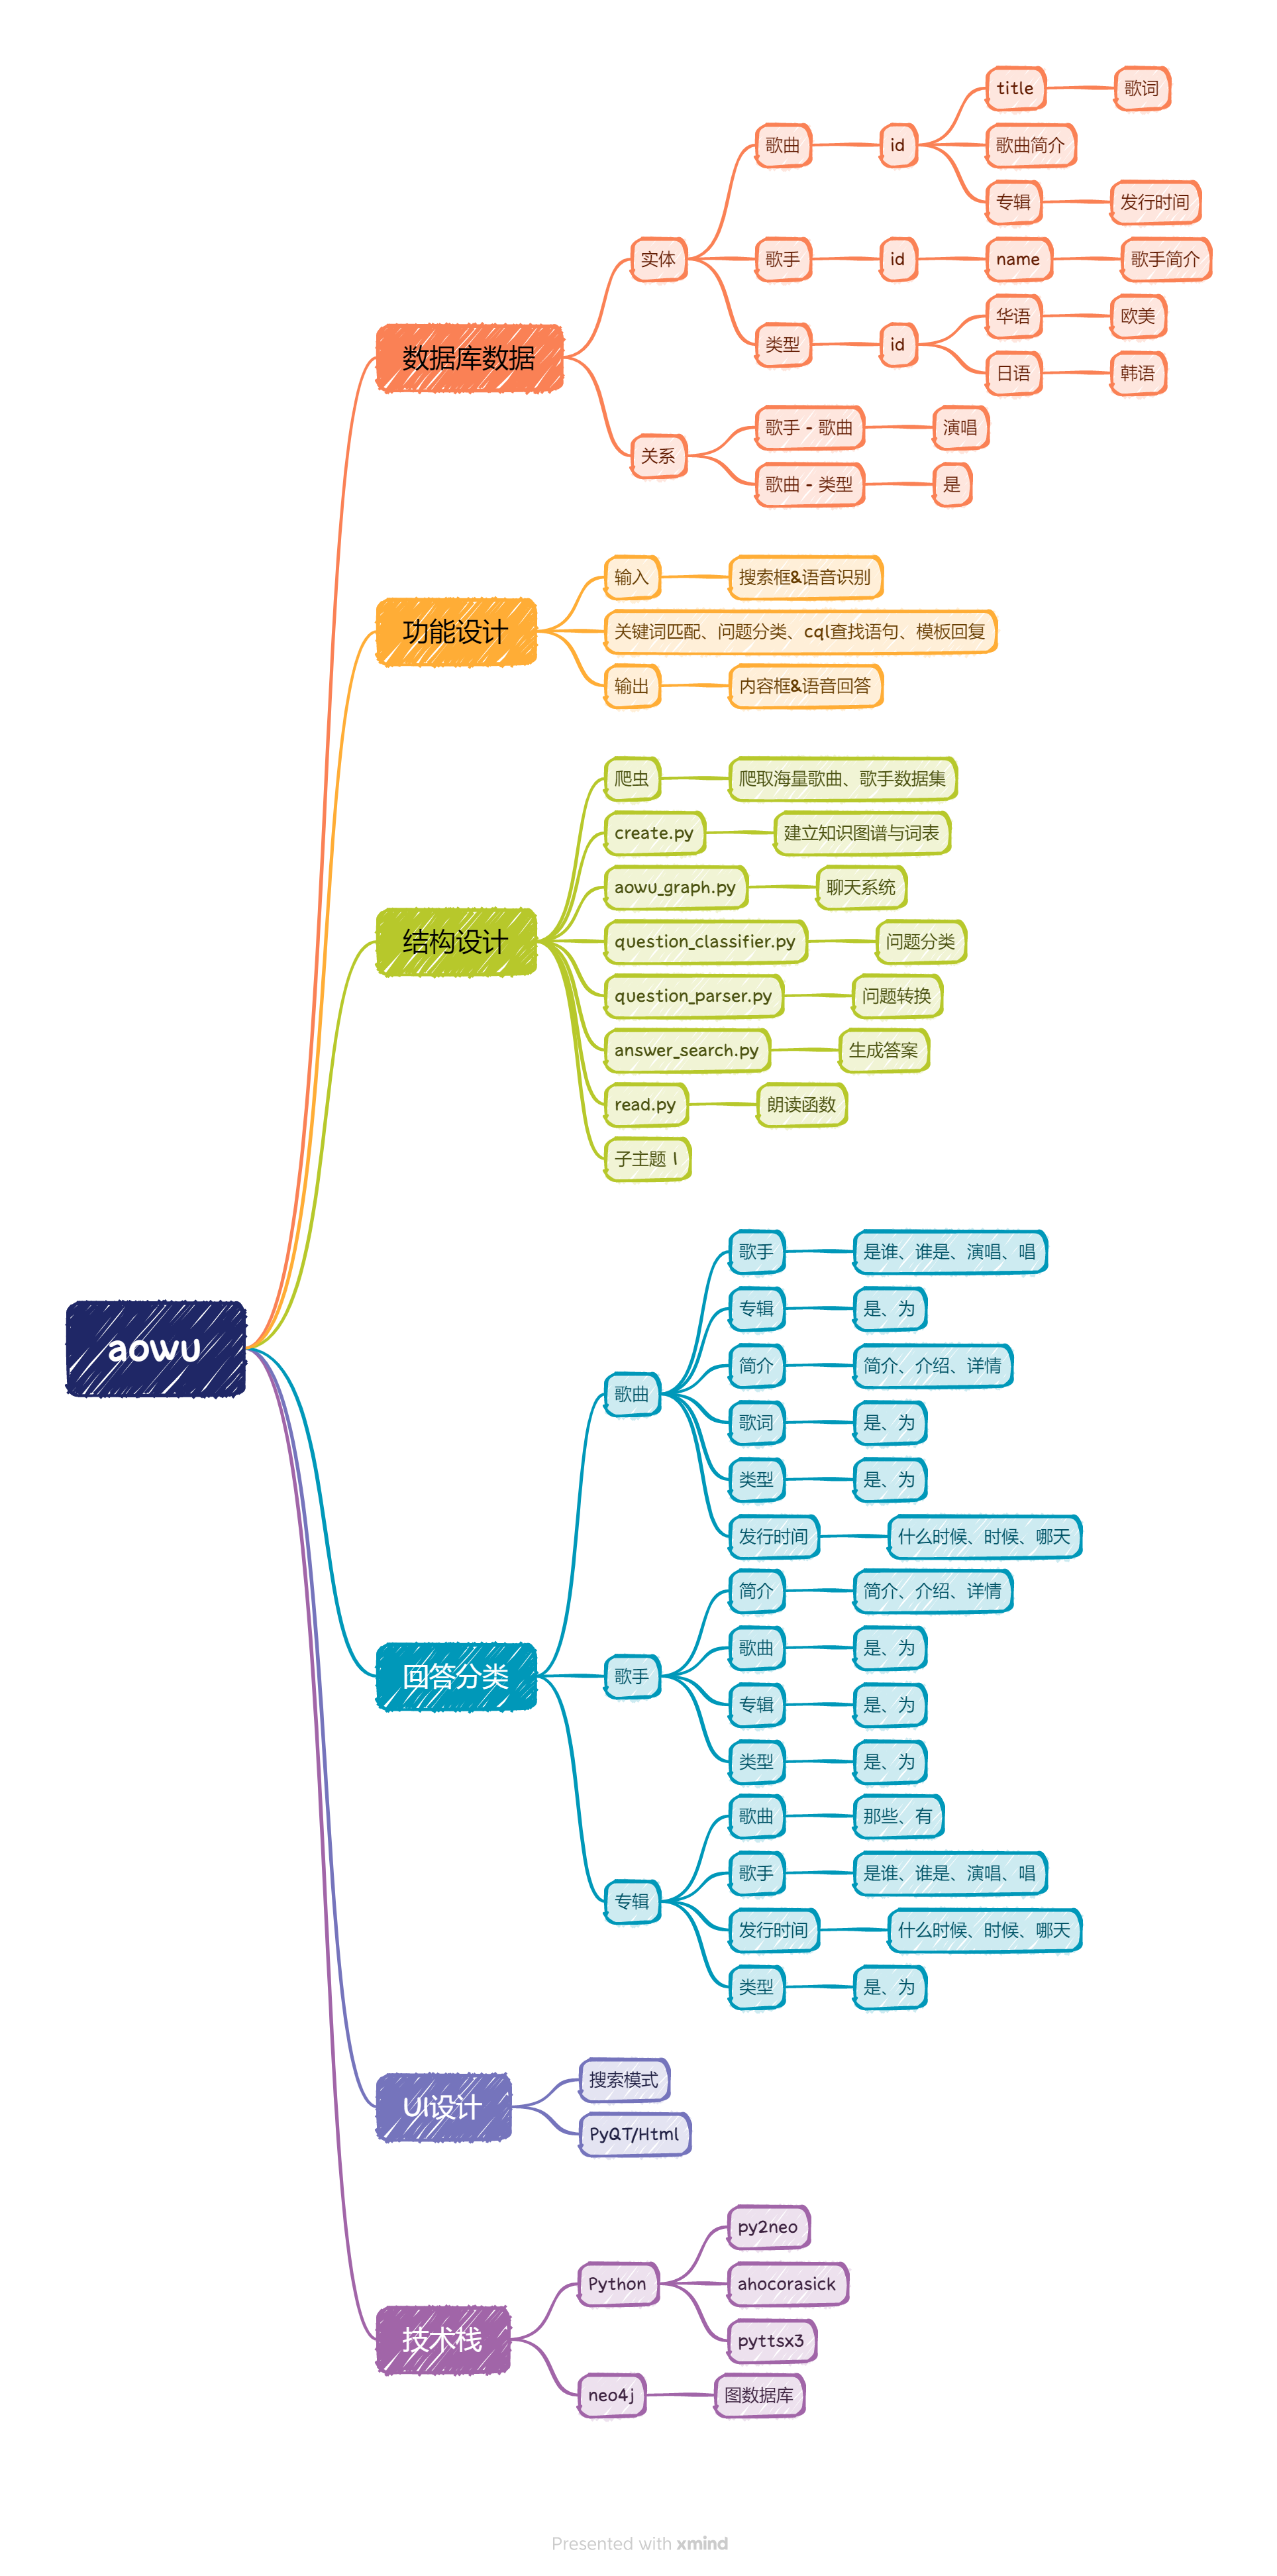 aowu
数据库数据
实体
歌曲
id
title
歌词
歌曲简介
专辑
发行时间
歌手
id
name
歌手简介
类型
id
华语
欧美
日语
韩语
关系
歌手 - 歌曲
演唱
歌曲 - 类型
是
功能设计
输入
搜索框&语音识别
关键词匹配、问题分类、cql查找语句、模板回复
输出
内容框&语音回答
结构设计
爬虫
爬取海量歌曲、歌手数据集
create.py
建立知识图谱与词表
aowu_graph.py
聊天系统
question_classifier.py
问题分类
question_parser.py
问题转换
answer_search.py
生成答案
read.py
朗读函数
子主题 1
回答分类
歌曲
歌手
是谁、谁是、演唱、唱
专辑
是、为
简介
简介、介绍、详情
歌词
是、为
类型
是、为
发行时间
什么时候、时候、哪天
歌手
简介
简介、介绍、详情
歌曲
是、为
专辑
是、为
类型
是、为
专辑
歌曲
那些、有
歌手
是谁、谁是、演唱、唱
发行时间
什么时候、时候、哪天
类型
是、为
UI设计
搜索模式
PyQT/Html
技术栈
Python
py2neo
ahocorasick
pyttsx3
neo4j
图数据库
Presented with xmind